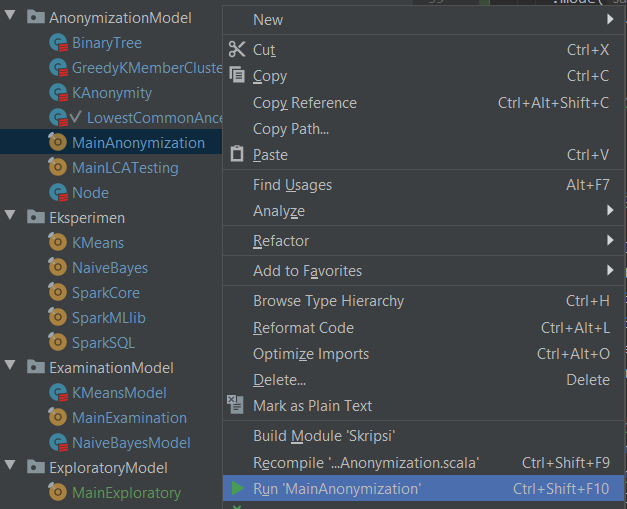 AnonymizationModel
BinaryTree
GreedyKMemberCluste
KAnonymity
LowestCommonAnce
MainAnonymization
MainLCATesting
Node
Eksperimen
KMeans
NaiveBayes
SparkCore
SparkMLlib
SparkSQL
ExaminationModel
KMeansModel
MainExamination
NaiveBayesModel
ExploratoryModel
MainExploratory
New
Cut Ctrl+X
Copy Ctrl+C
Copy Reference Ctrl+Alt+Shift+C
Copy Path...
Paste Ctrl+V
Find Usages Alt+F7
Analyze
Refactor
Add to Favorites
Browse Type Hierarchy Ctrl+H
Reformat Code Ctrl+Alt+L
Optimize Imports Ctrl+Alt+O
Delete... Delete
Mark as Plain Text
Build Module 'Skripsi'
Recompile '...Anonymization.scala' Ctrl+Shift+F9
Run 'MainAnonymization' Ctrl+Shift+F10